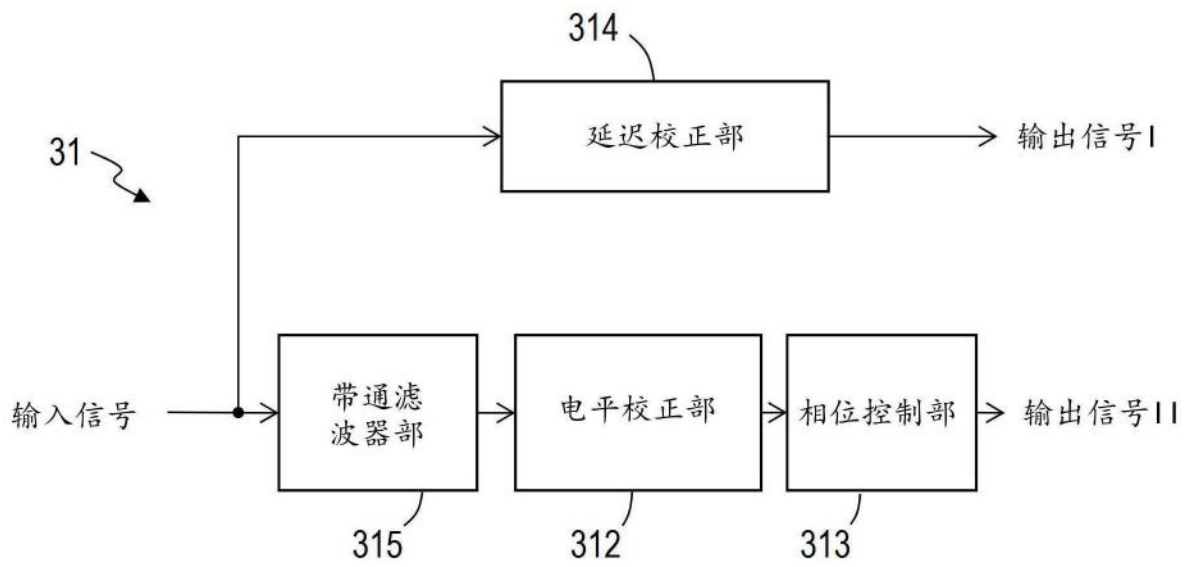 314
延迟校正部
输出信号I
31
输入信号
带通滤
波器部
电平校正部
相位控制部
输出信号II
315
312
313